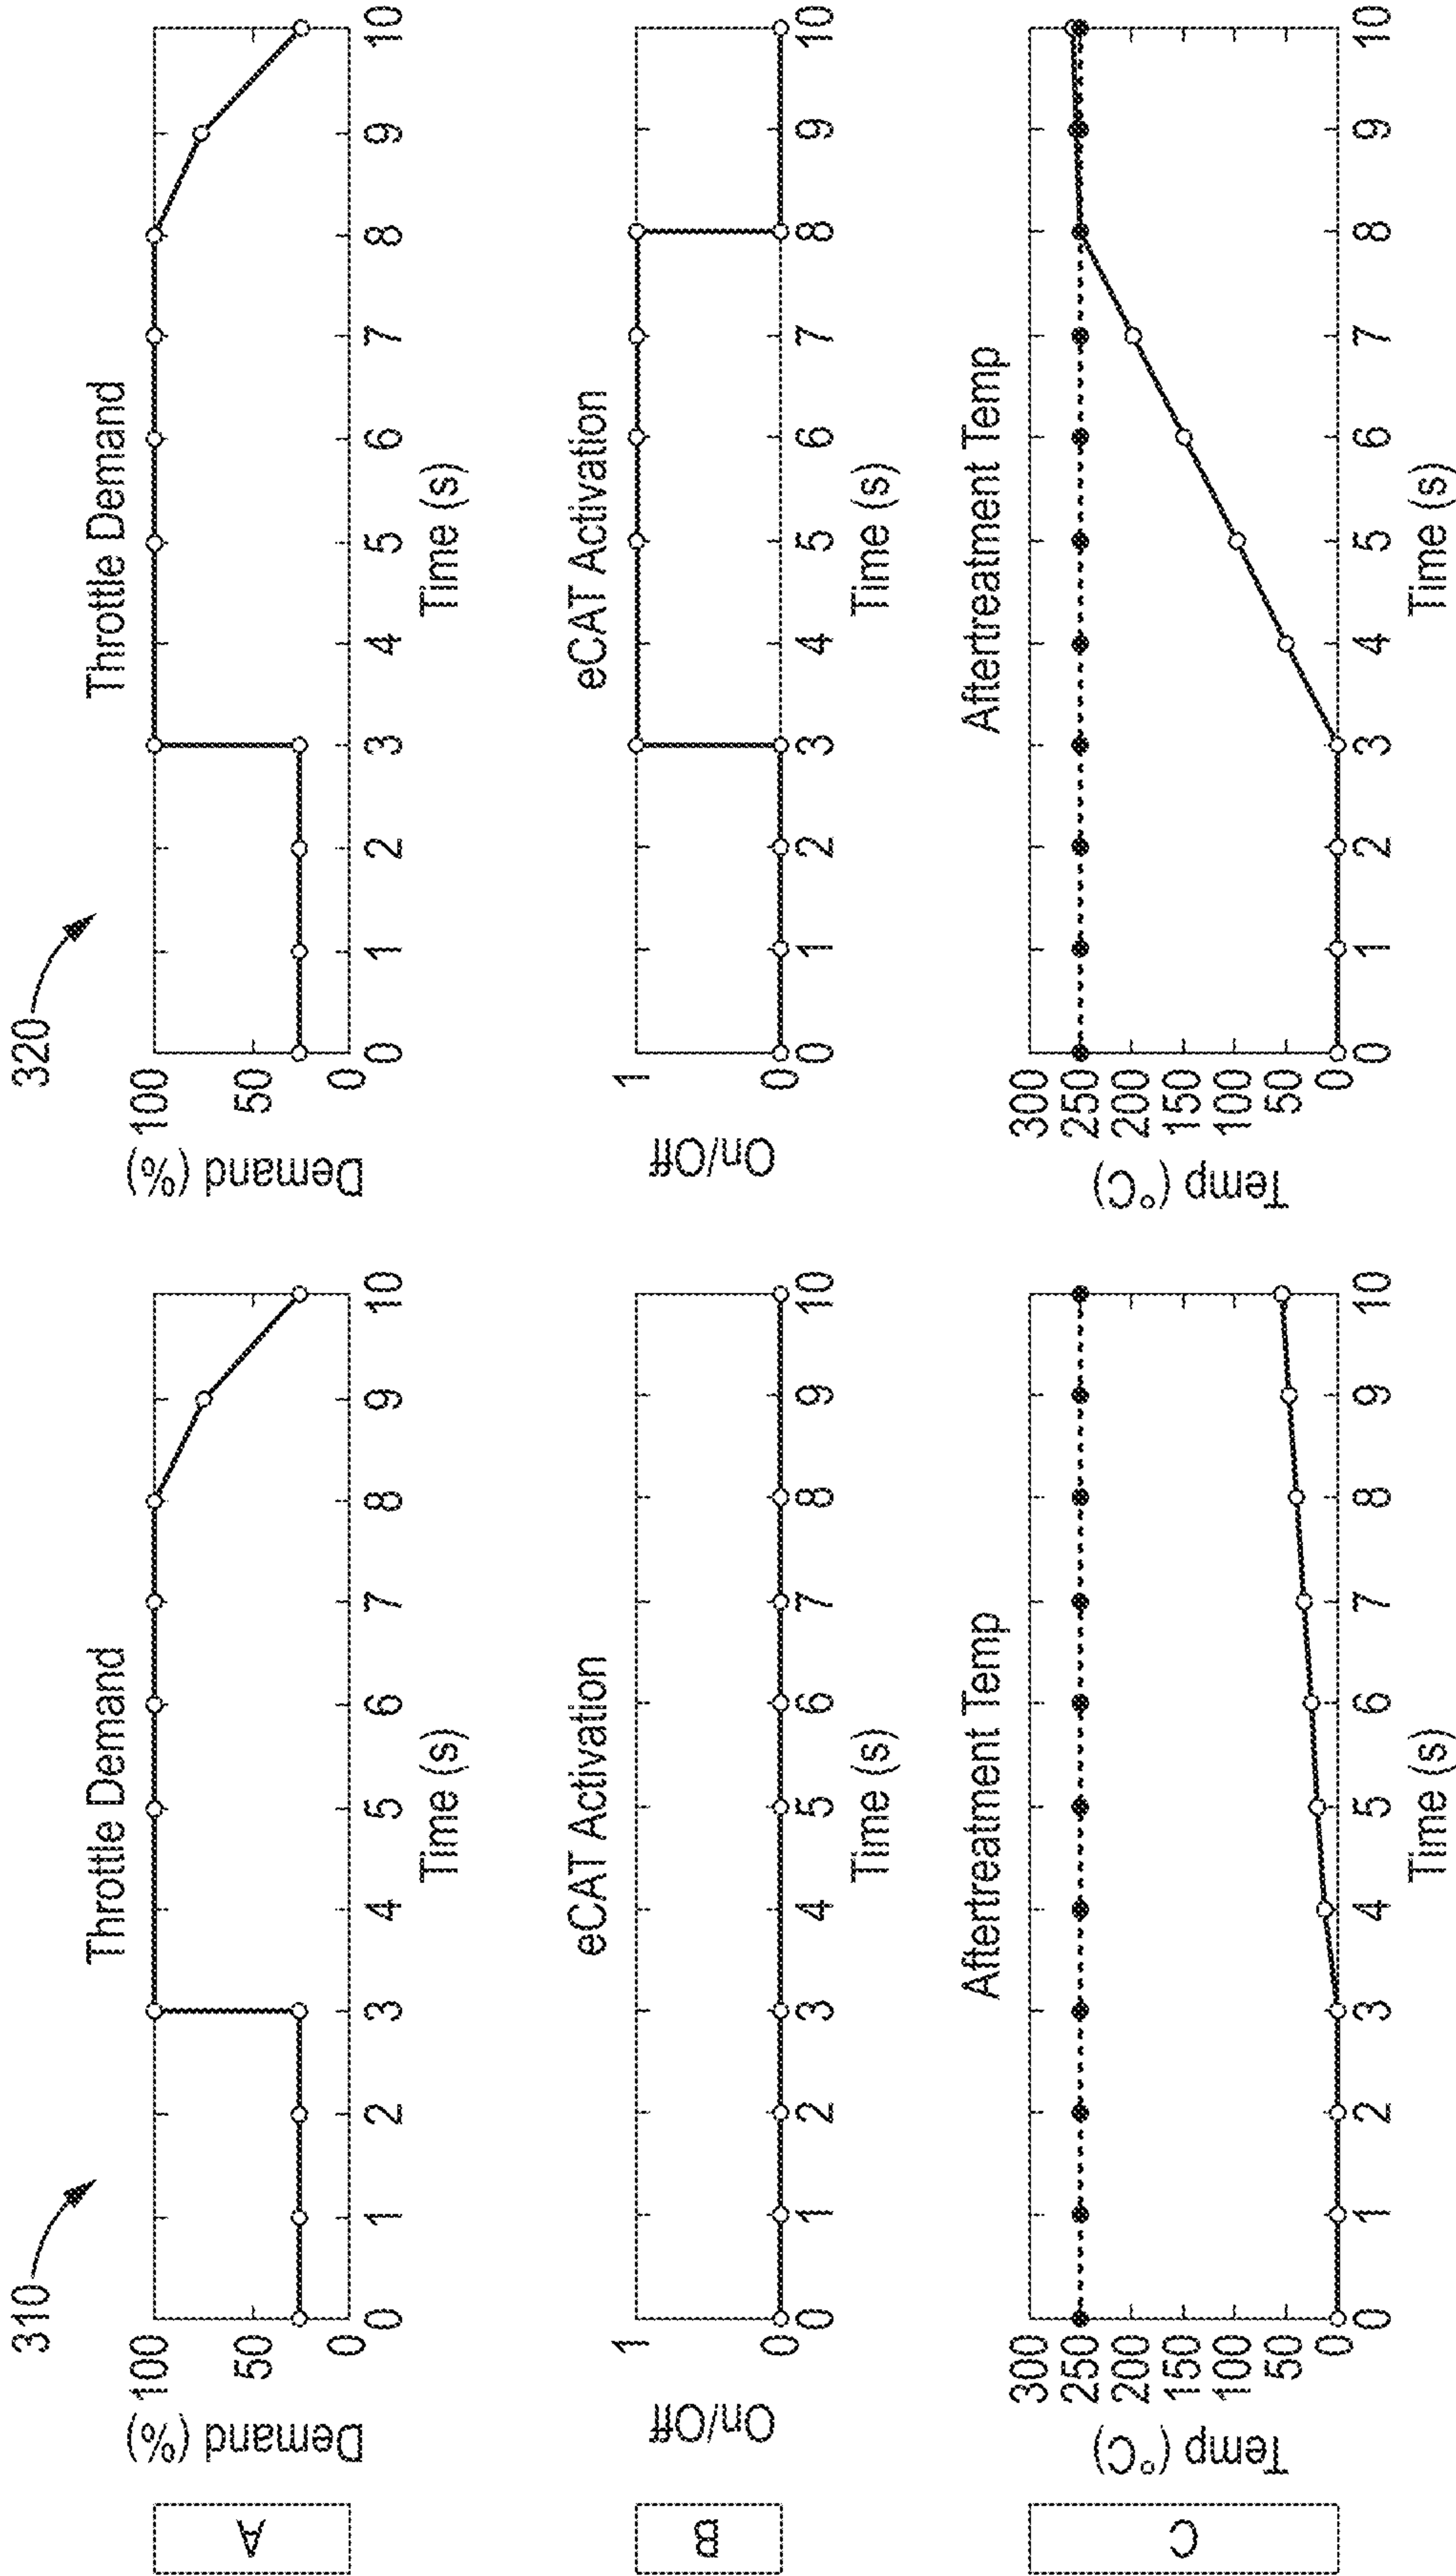 310
320
A
Throttle Demand
Demand (%)
100
50
0
0 1 2 3 4 5 6 7 8 9 10
Time (s)
Throttle Demand
Demand (%)
100
50
0
0 1 2 3 4 5 6 7 8 9 10
Time (s)
B
eCAT Activation
On/Off
1
0
0 1 2 3 4 5 6 7 8 9 10
Time (s)
eCAT Activation
On/Off
1
0
0 1 2 3 4 5 6 7 8 9 10
Time (s)
C
Aftertreatment Temp
Temp (°C)
300
250
200
150
100
50
0
0 1 2 3 4 5 6 7 8 9 10
Time (s)
Aftertreatment Temp
Temp (°C)
300
250
200
150
100
50
0
0 1 2 3 4 5 6 7 8 9 10
Time (s)